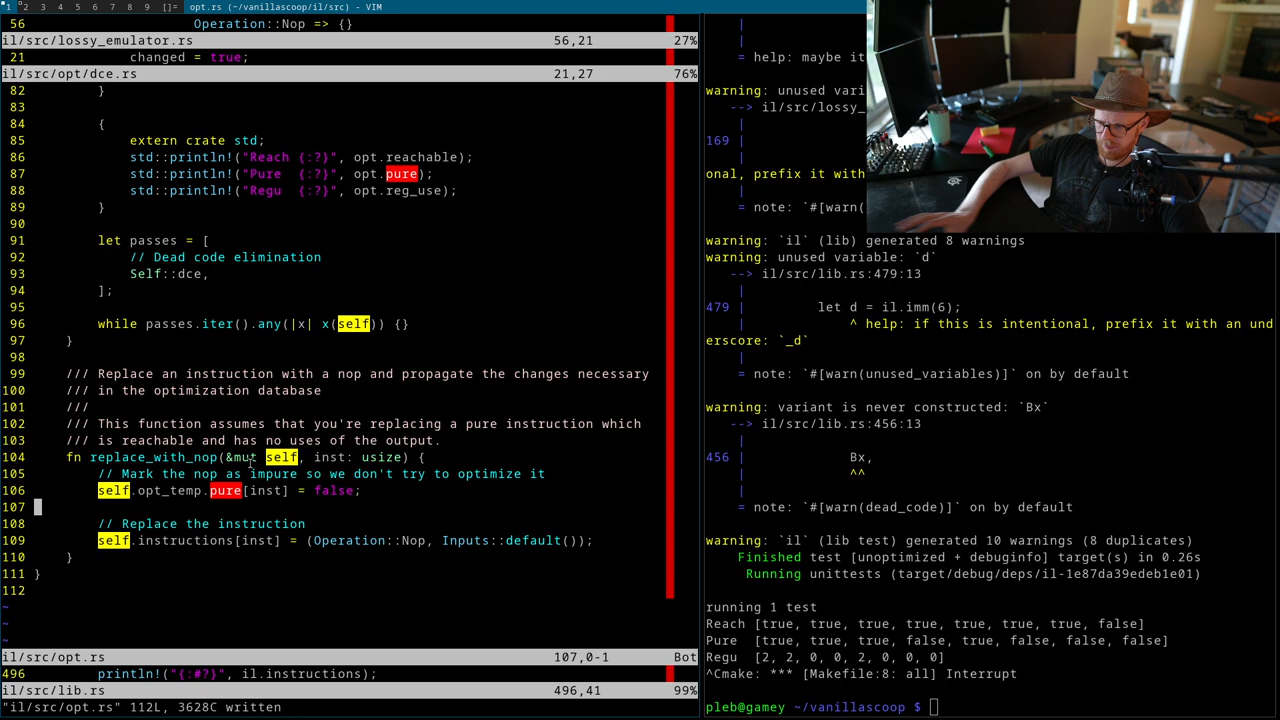 1 2 3 4 5 6 7 8 9 []= opt.rs (~/vanillascoop/il/src) - VIM
56 Operation::Nop => {}
il/src/lossy_emulator.rs 56,21 27%
21 changed = true;
il/src/opt/dce.rs 21,27 76%
82 }
83
84 {
85 extern crate std;
86 std::println!("Reach {:?}", opt.reachable);
87 std::println!("Pure  {:?}", opt.pure);
88 std::println!("Regu  {:?}", opt.reg_use);
89 }
90
91 let passes = [
92 // Dead code elimination
93 Self::dce,
94 ];
95
96 while passes.iter().any(|x| x(self)) {}
97 }
98
99 /// Replace an instruction with a nop and propagate the changes necessary
100 /// in the optimization database
101 ///
102 /// This function assumes that you're replacing a pure instruction which
103 /// is reachable and has no uses of the output.
104 fn replace_with_nop(&mut self, inst: usize) {
105 // Mark the nop as impure so we don't try to optimize it
106 self.opt_temp.pure[inst] = false;
107
108 // Replace the instruction
109 self.instructions[inst] = (Operation::Nop, Inputs::default());
110 }
111 }
112
~
~
~
il/src/opt.rs 107,0-1 Bot
496 println!("{:#?}", il.instructions);
il/src/lib.rs 496,41 99%
"il/src/opt.rs" 112L, 3628C written
|
|
= help: maybe it
warning: unused vari
--> il/src/lossy_
|
169
|
onal, prefix it with
|
= note: `#[warn(
warning: `il` (lib) generated 8 warnings
warning: unused variable: `d`
--> il/src/lib.rs:479:13
|
479 | let d = il.imm(6);
| ^ help: if this is intentional, prefix it with an und
erscore: `_d`
|
= note: `#[warn(unused_variables)]` on by default
warning: variant is never constructed: `Bx`
--> il/src/lib.rs:456:13
|
456 | Bx,
| ^^
|
= note: `#[warn(dead_code)]` on by default
warning: `il` (lib test) generated 10 warnings (8 duplicates)
Finished test [unoptimized + debuginfo] target(s) in 0.26s
Running unittests (target/debug/deps/il-1e87da39edeb1e01)
running 1 test
Reach [true, true, true, true, true, true, true, false]
Pure  [true, true, true, false, true, false, false, false]
Regu  [2, 2, 0, 0, 2, 0, 0, 0]
^Cmake: *** [Makefile:8: all] Interrupt
pleb@gamey ~/vanillascoop $